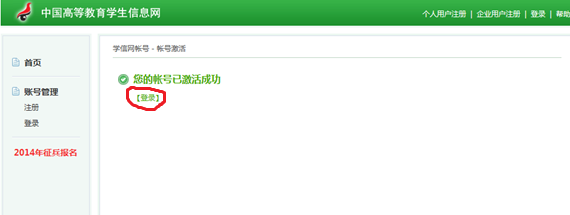 中国高等教育学生信息网
个人用户注册 | 企业用户注册 | 登录 | 帮助
首页
账号管理
注册
登录
2014年征兵报名
学信网帐号 - 帐号激活
您的帐号已激活成功
【登录】